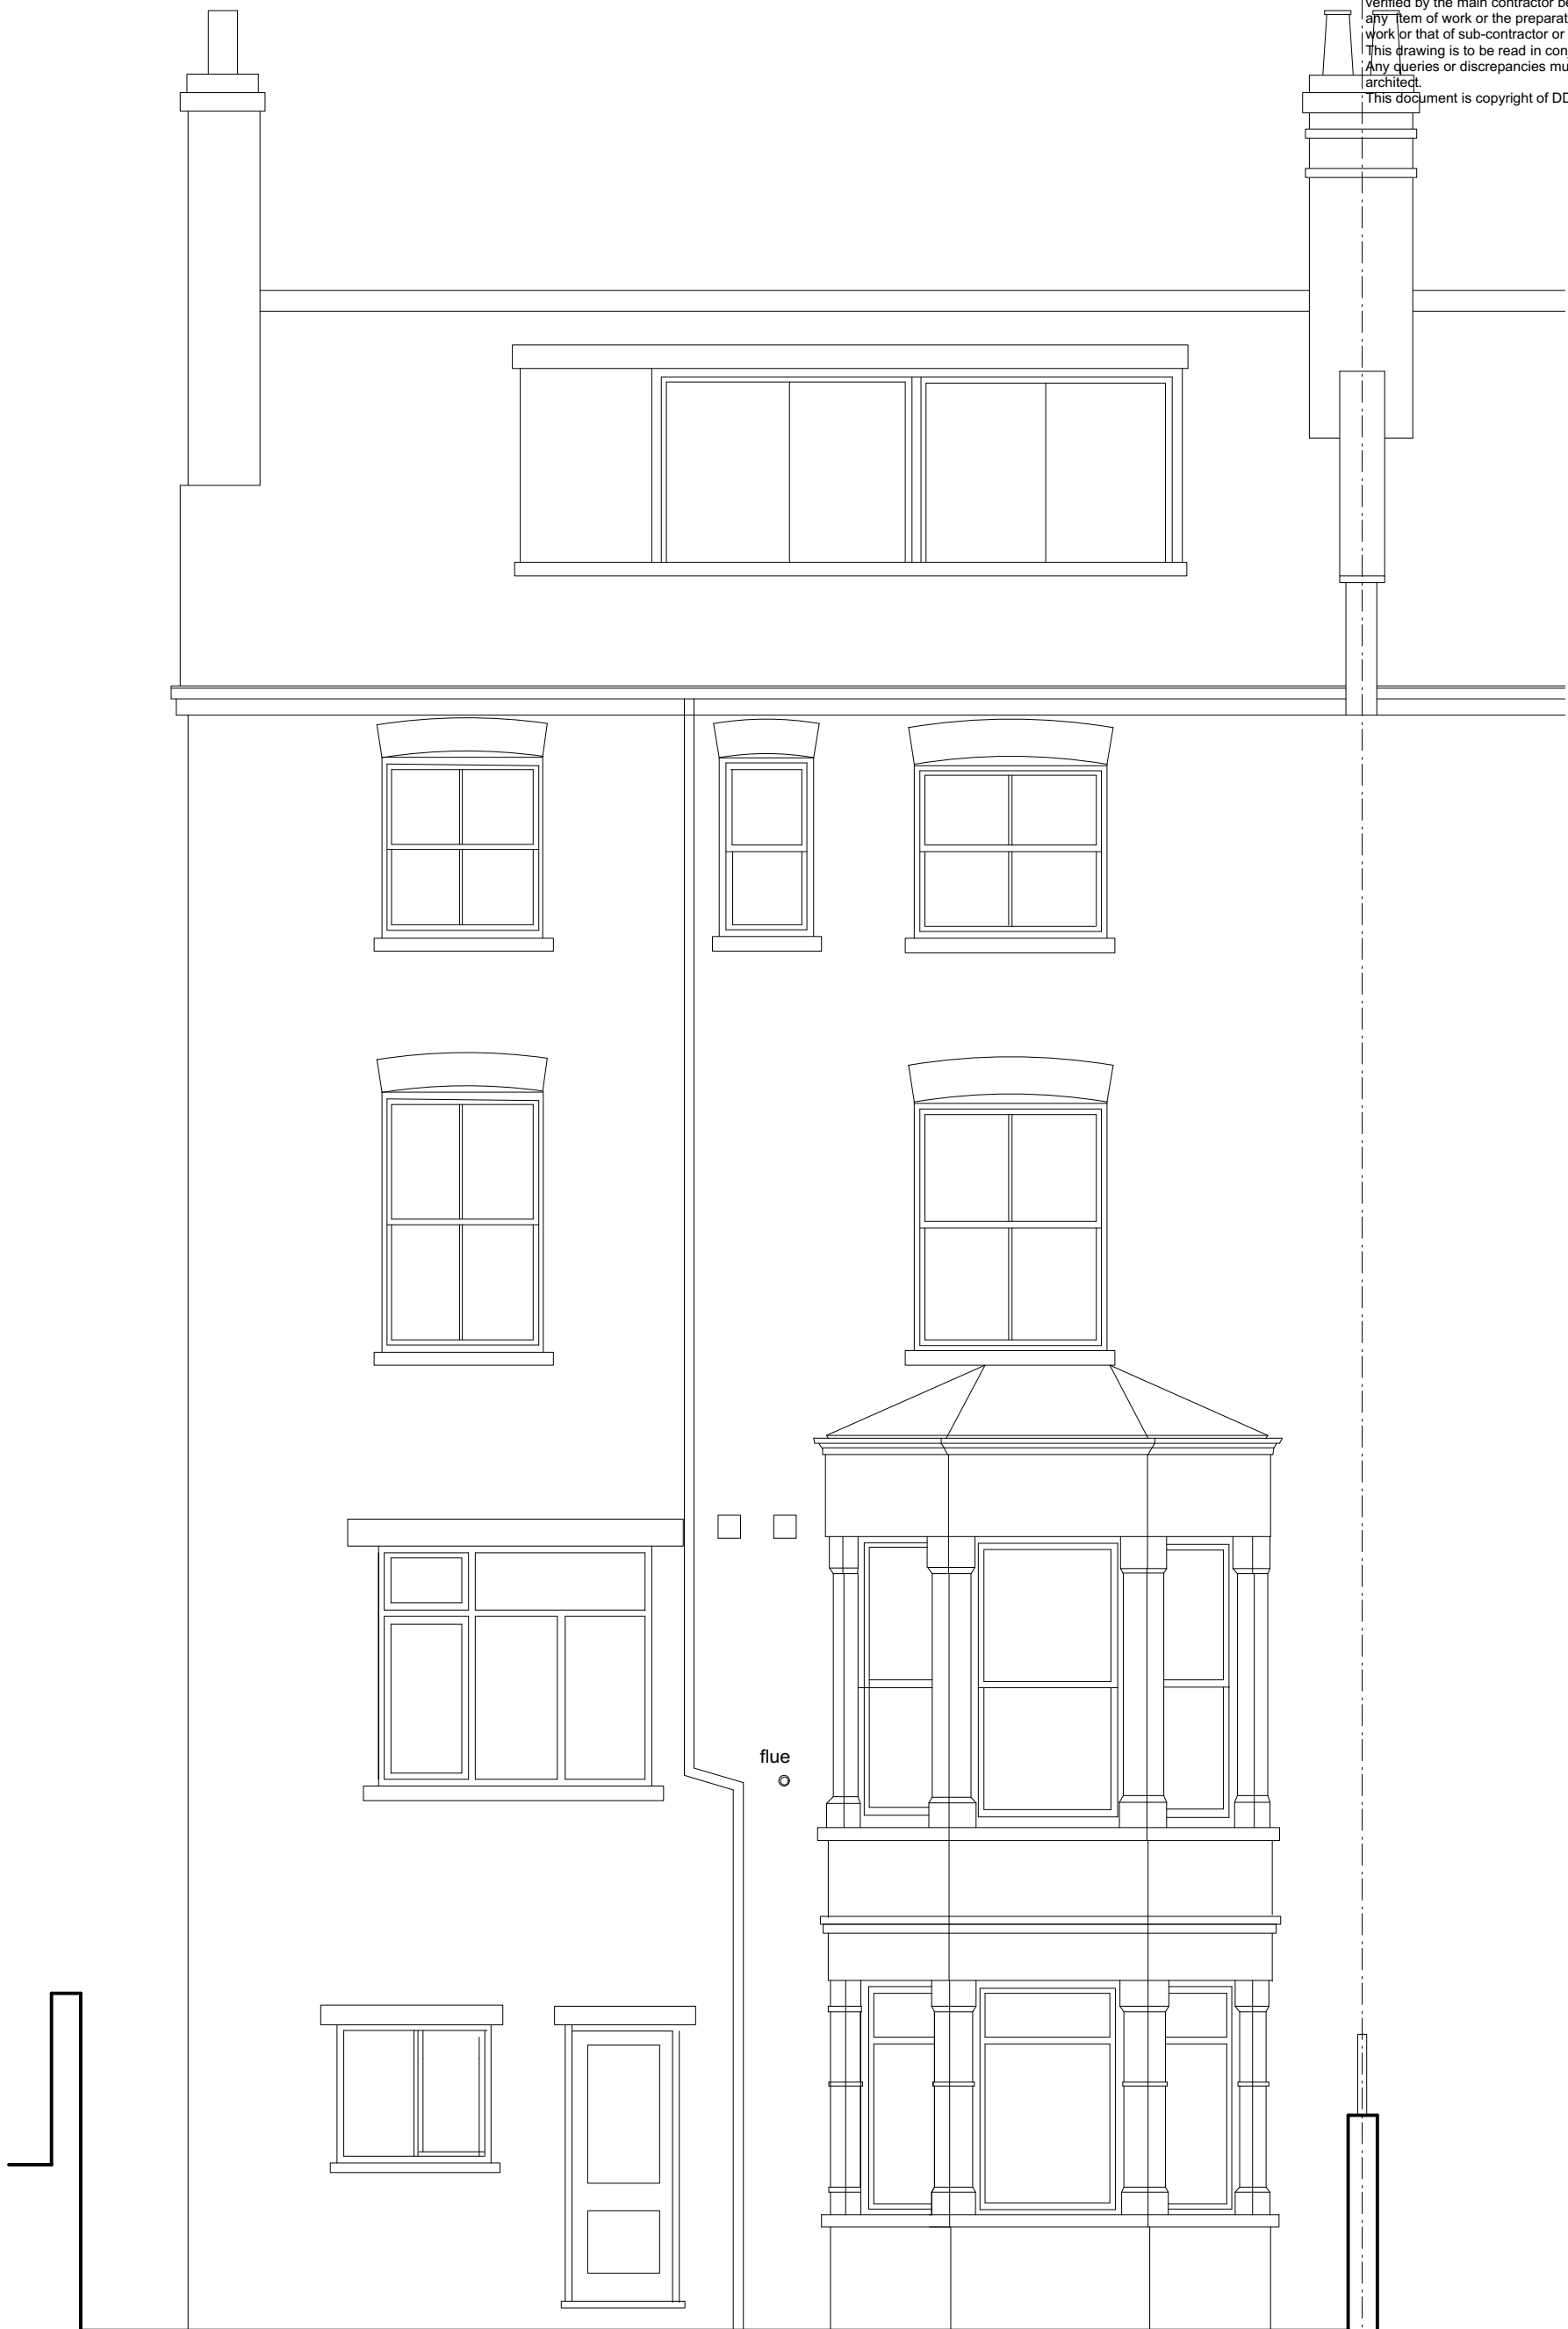 verified by the main contractor be
any item of work or the preparat
work or that of sub-contractor or
This drawing is to be read in con
Any queries or discrepancies mu
architect.
This document is copyright of DD
flue